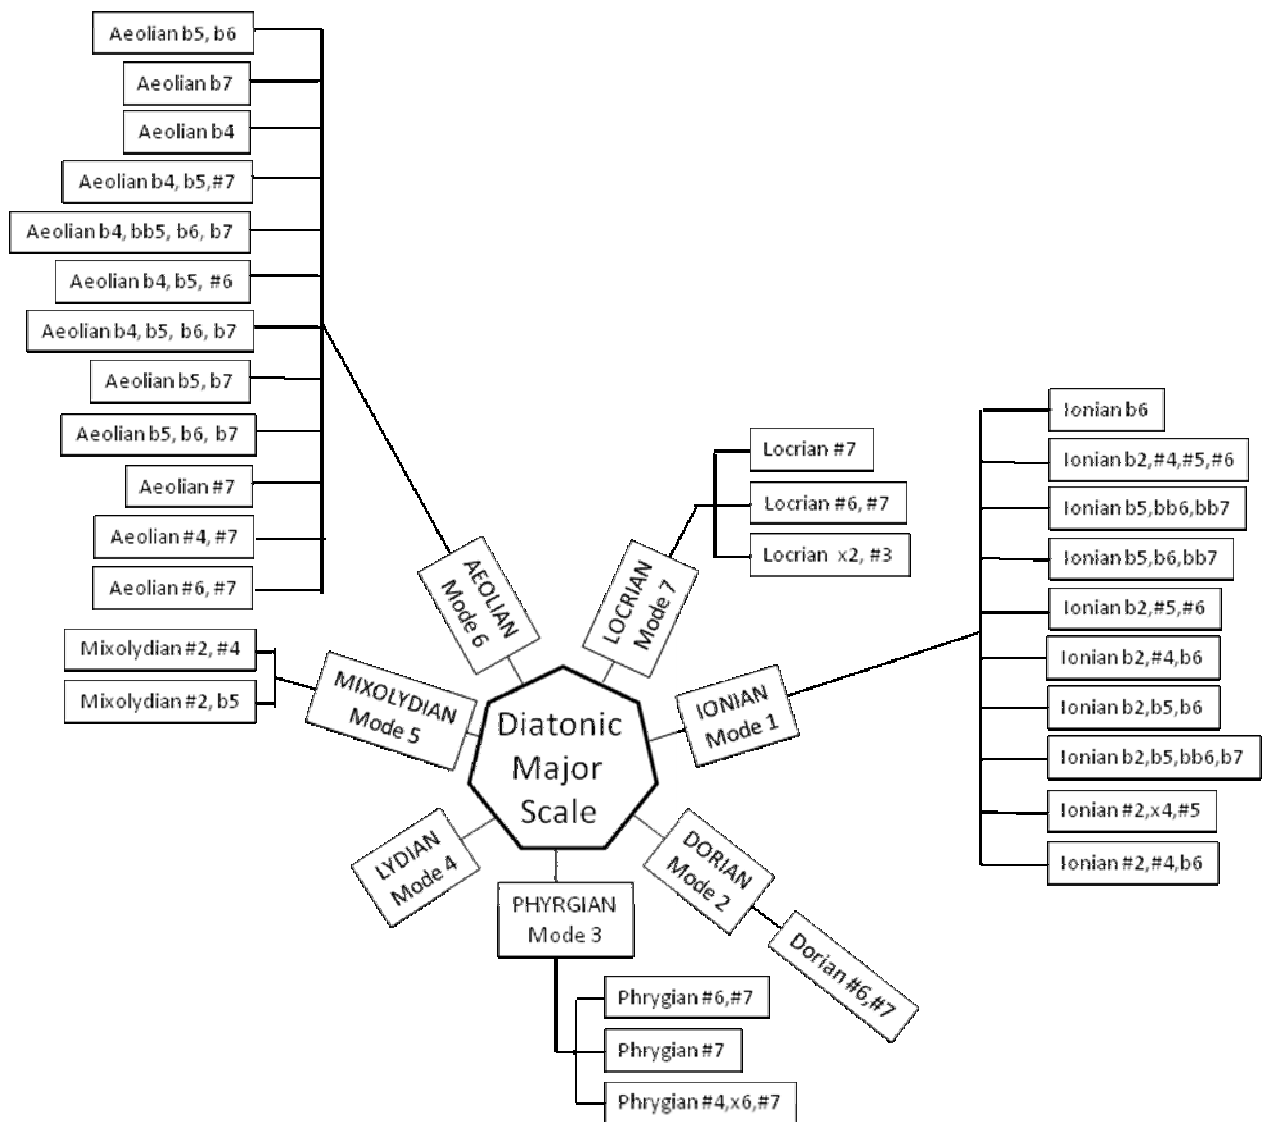 Aeolian b5, b6
Aeolian b7
Aeolian b4
Aeolian b4, b5,#7
Aeolian b4, bb5, b6, b7
Aeolian b4, b5, #6
Aeolian b4, b5, b6, b7
Aeolian b5, b7
Aeolian b5, b6, b7
Aeolian #7
Aeolian #4, #7
Aeolian #6, #7
Mixolydian #2, #4
Mixolydian #2, b5
MIXOLYDIAN
Mode 5
AEOLIAN
Mode 6
LOCRIAN
Mode 7
Locrian #7
Locrian #6, #7
Locrian x2, #3
IONIAN
Mode 1
Ionian b6
Ionian b2,#4,#5,#6
Ionian b5,bb6,bb7
Ionian b5,b6,bb7
Ionian b2,#5,#6
Ionian b2,#4,b6
Ionian b2,b5,b6
Ionian b2,b5,bb6,b7
Ionian #2,x4,#5
Ionian #2,#4,b6
Diatonic
Major
Scale
LYDIAN
Mode 4
PHYRGIAN
Mode 3
DORIAN
Mode 2
Dorian #6,#7
Phrygian #6,#7
Phrygian #7
Phrygian #4,x6,#7